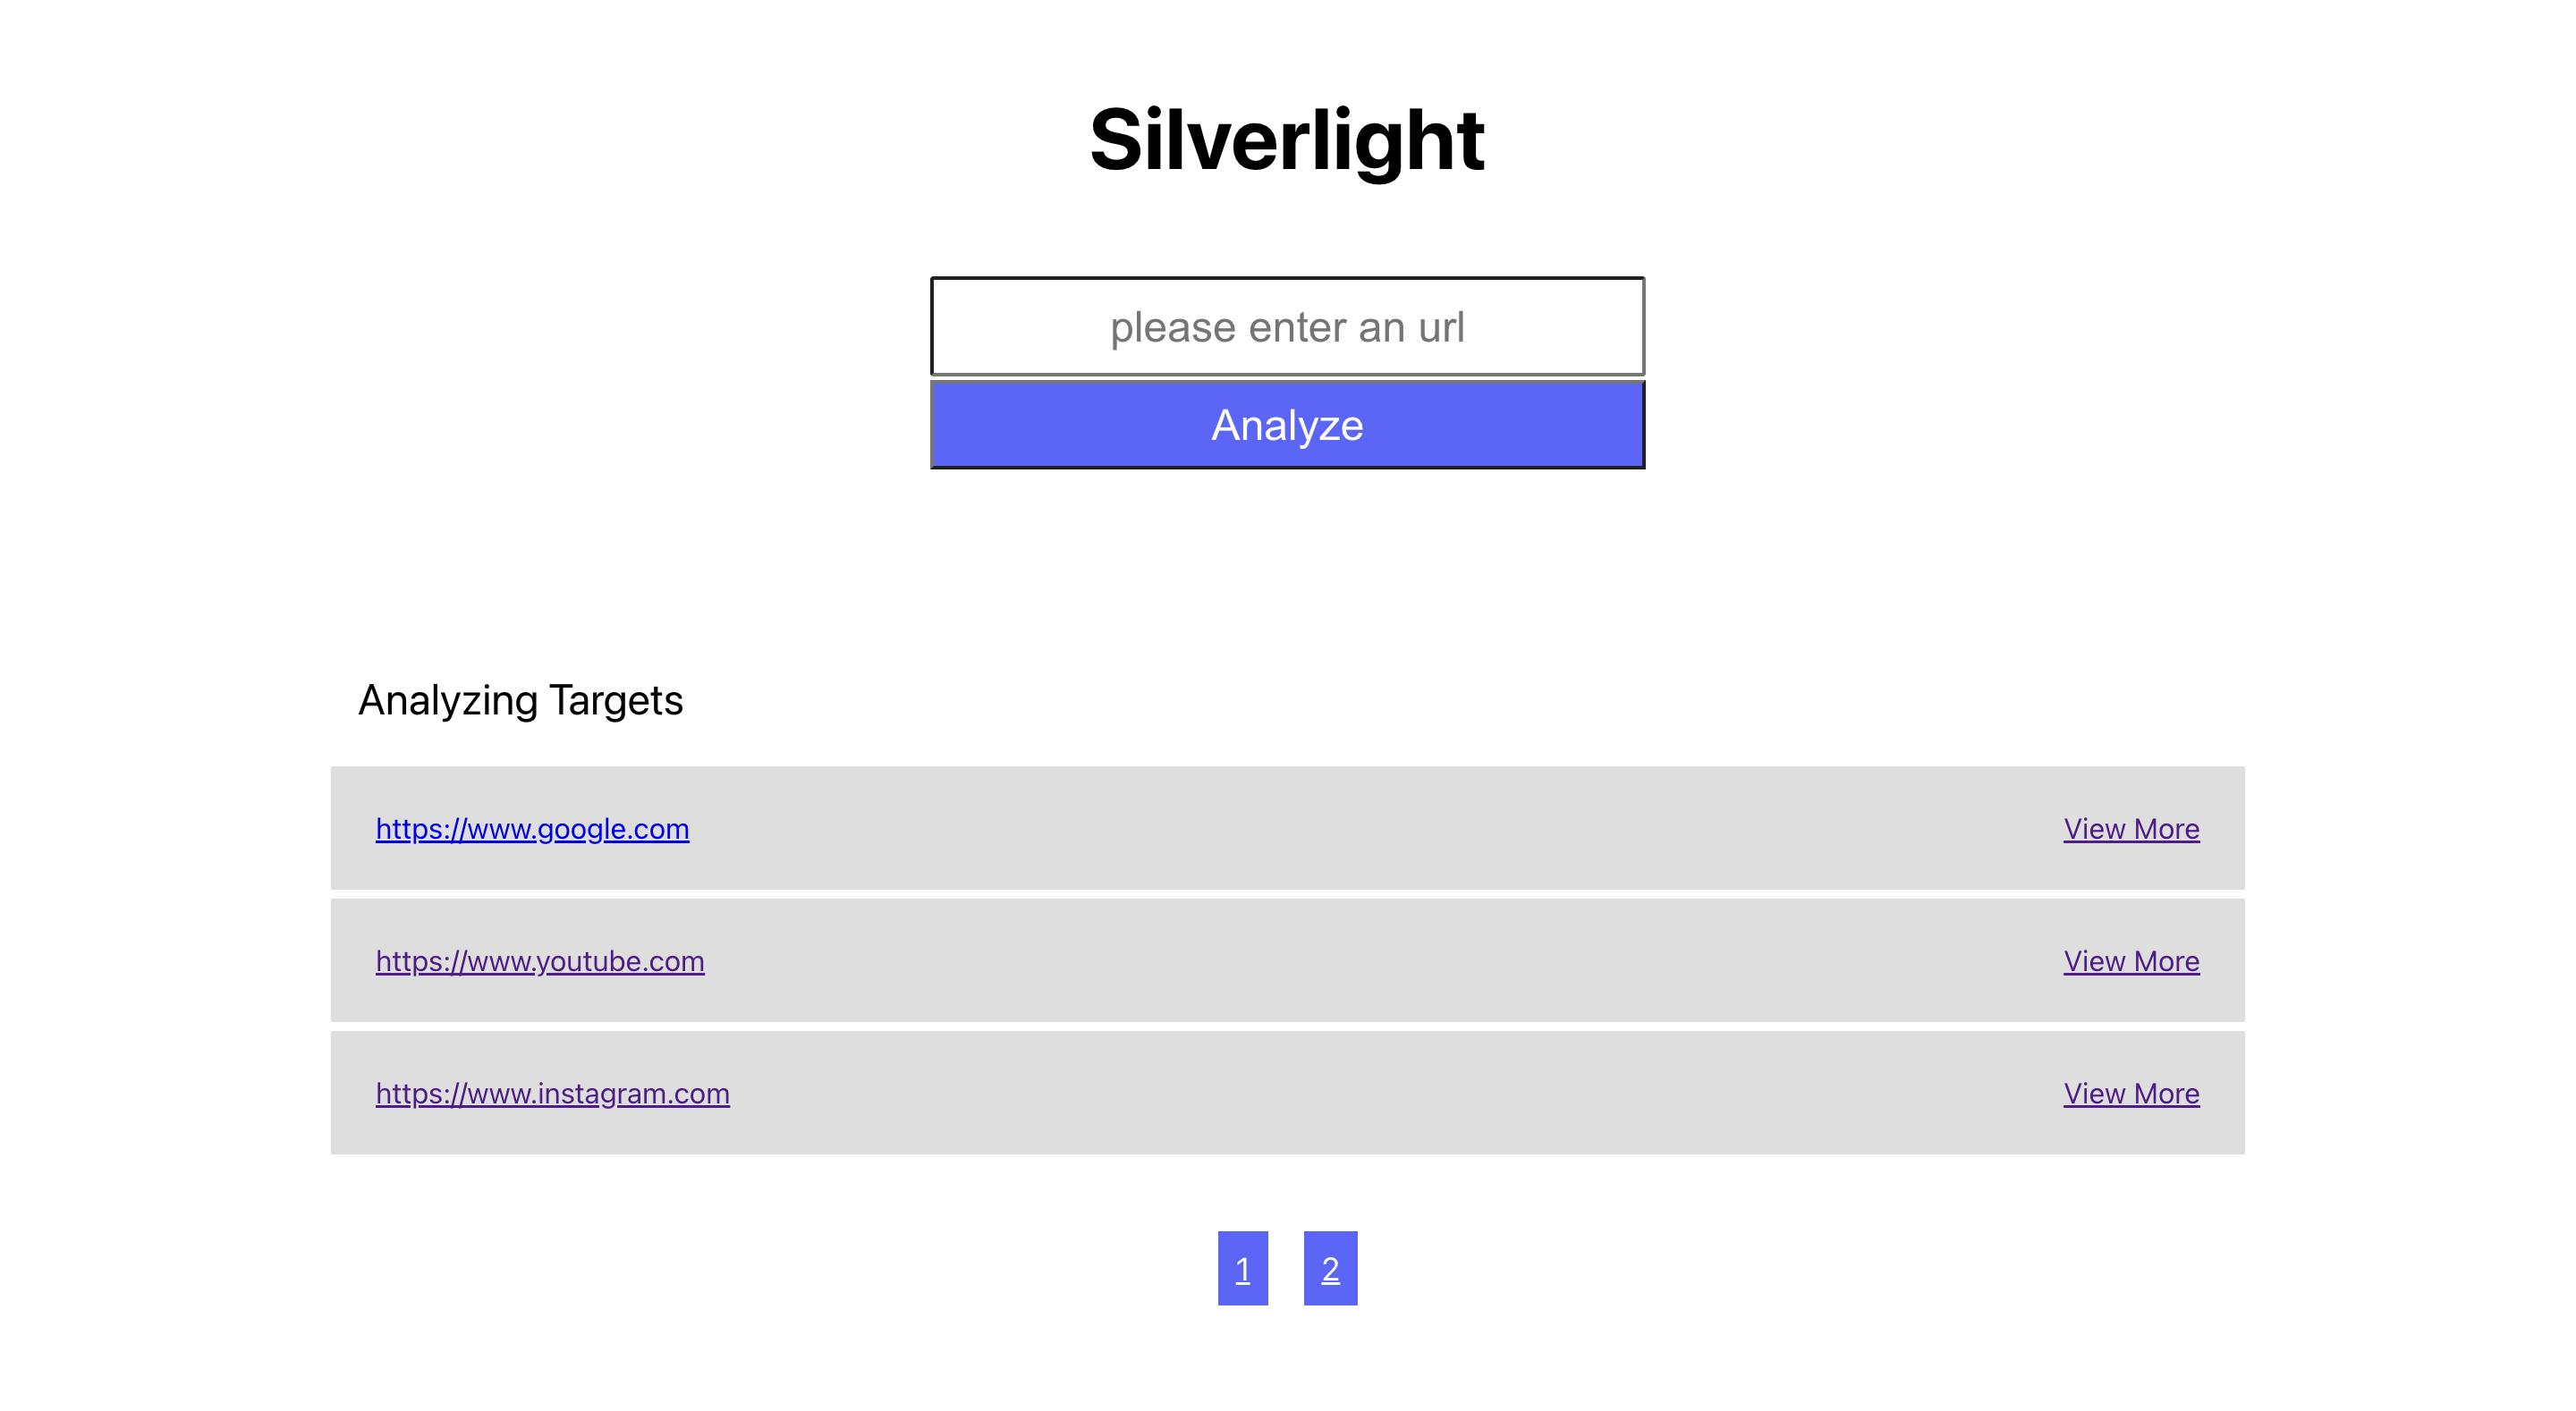 Silverlight
please enter an url
Analyze
Analyzing Targets
https://www.google.com View More
https://www.youtube.com View More
https://www.instagram.com View More
1 2